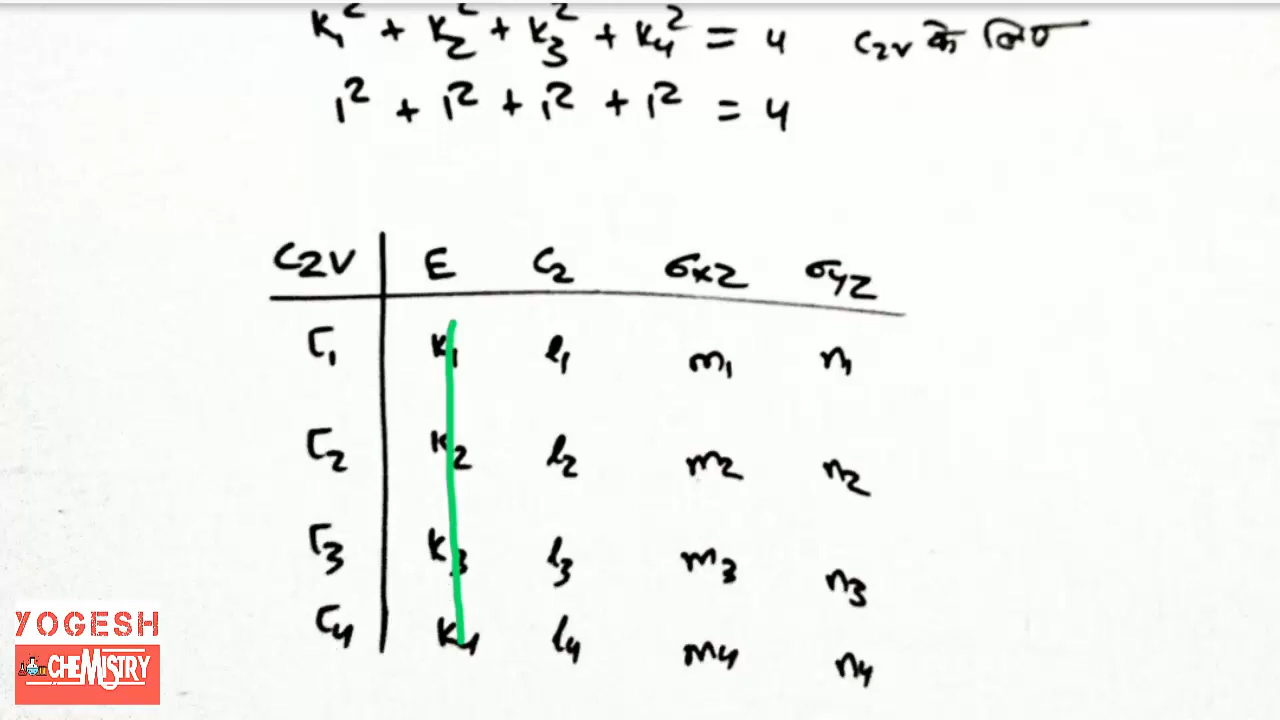 K₁² + K₂² + K₃² + K₄² = 4 C₂v के लिए
1² + 1² + 1² + 1² = 4
C2V E C₂ σxz σyz
Γ₁ K₁ l₁ m₁ n₁
Γ₂ K₂ l₂ m₂ n₂
Γ₃ K₃ l₃ m₃ n₃
Γ₄ K₄ l₄ m₄ n₄
YOGESH
CHEMISTRY